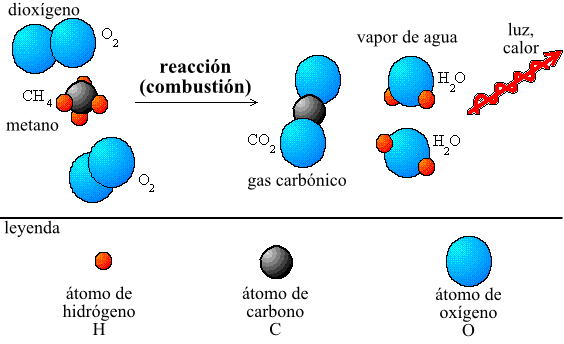 dioxígeno
O2
CH4
metano
O2
reacción
(combustión)
CO2
gas carbónico
vapor de agua
H2O
H2O
luz,
calor
leyenda
átomo de
hidrógeno
H
átomo de
carbono
C
átomo de
oxígeno
O